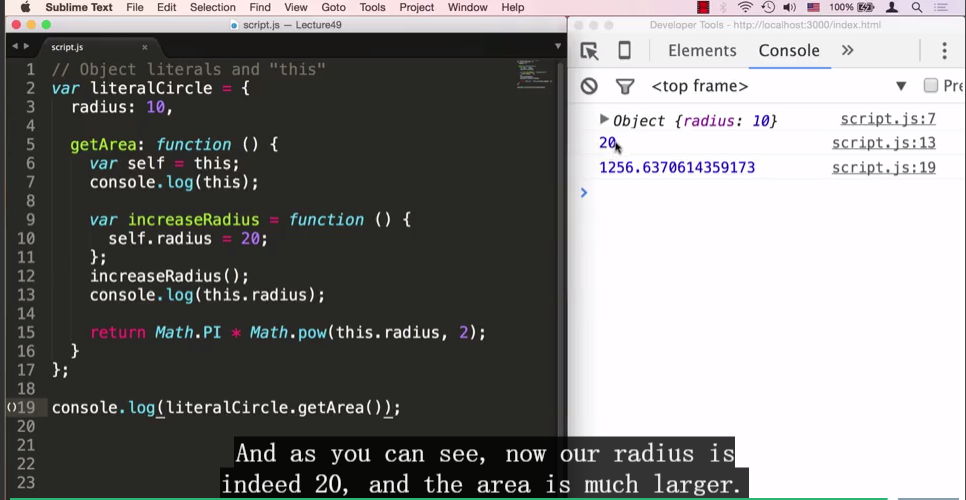 Sublime Text File Edit Selection Find View Goto Tools Project Window Help 100%
script.js — Lecture49
script.js
1 // Object literals and "this"
2 var literalCircle = {
3 radius: 10,
4
5 getArea: function () {
6 var self = this;
7 console.log(this);
8
9 var increaseRadius = function () {
10 self.radius = 20;
11 };
12 increaseRadius();
13 console.log(this.radius);
14
15 return Math.PI * Math.pow(this.radius, 2);
16 }
17 };
18
19 console.log(literalCircle.getArea());
20
21
22
23
Developer Tools - http://localhost:3000/index.html
Elements Console
<top frame> Pre
Object {radius: 10} script.js:7
20 script.js:13
1256.6370614359173 script.js:19
And as you can see, now our radius is
indeed 20, and the area is much larger.